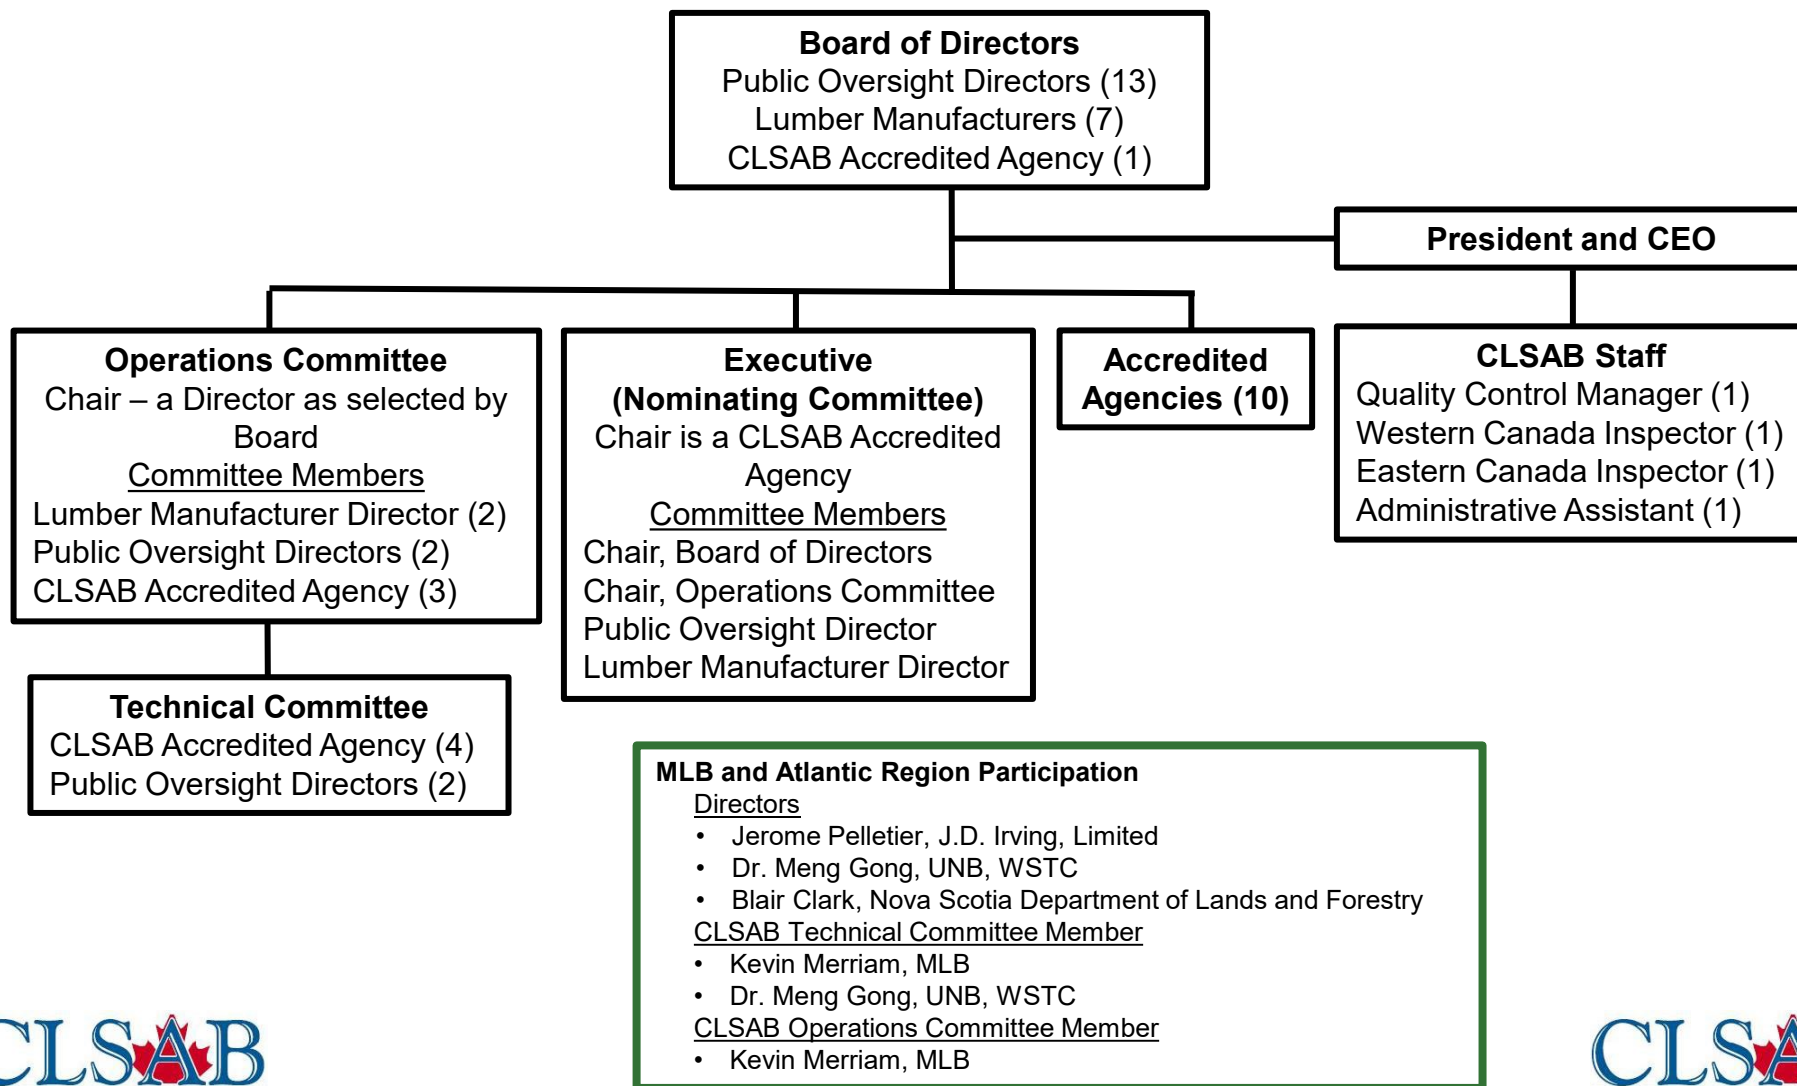 Board of Directors
Public Oversight Directors (13)
Lumber Manufacturers (7)
CLSAB Accredited Agency (1)
President and CEO
Operations Committee
Chair – a Director as selected by
Board
Committee Members
Lumber Manufacturer Director (2)
Public Oversight Directors (2)
CLSAB Accredited Agency (3)
Executive
(Nominating Committee)
Chair is a CLSAB Accredited
Agency
Committee Members
Chair, Board of Directors
Chair, Operations Committee
Public Oversight Director
Lumber Manufacturer Director
Accredited
Agencies (10)
CLSAB Staff
Quality Control Manager (1)
Western Canada Inspector (1)
Eastern Canada Inspector (1)
Administrative Assistant (1)
Technical Committee
CLSAB Accredited Agency (4)
Public Oversight Directors (2)
MLB and Atlantic Region Participation
Directors
• Jerome Pelletier, J.D. Irving, Limited
• Dr. Meng Gong, UNB, WSTC
• Blair Clark, Nova Scotia Department of Lands and Forestry
CLSAB Technical Committee Member
• Kevin Merriam, MLB
• Dr. Meng Gong, UNB, WSTC
CLSAB Operations Committee Member
• Kevin Merriam, MLB
CLSAB
CLSA